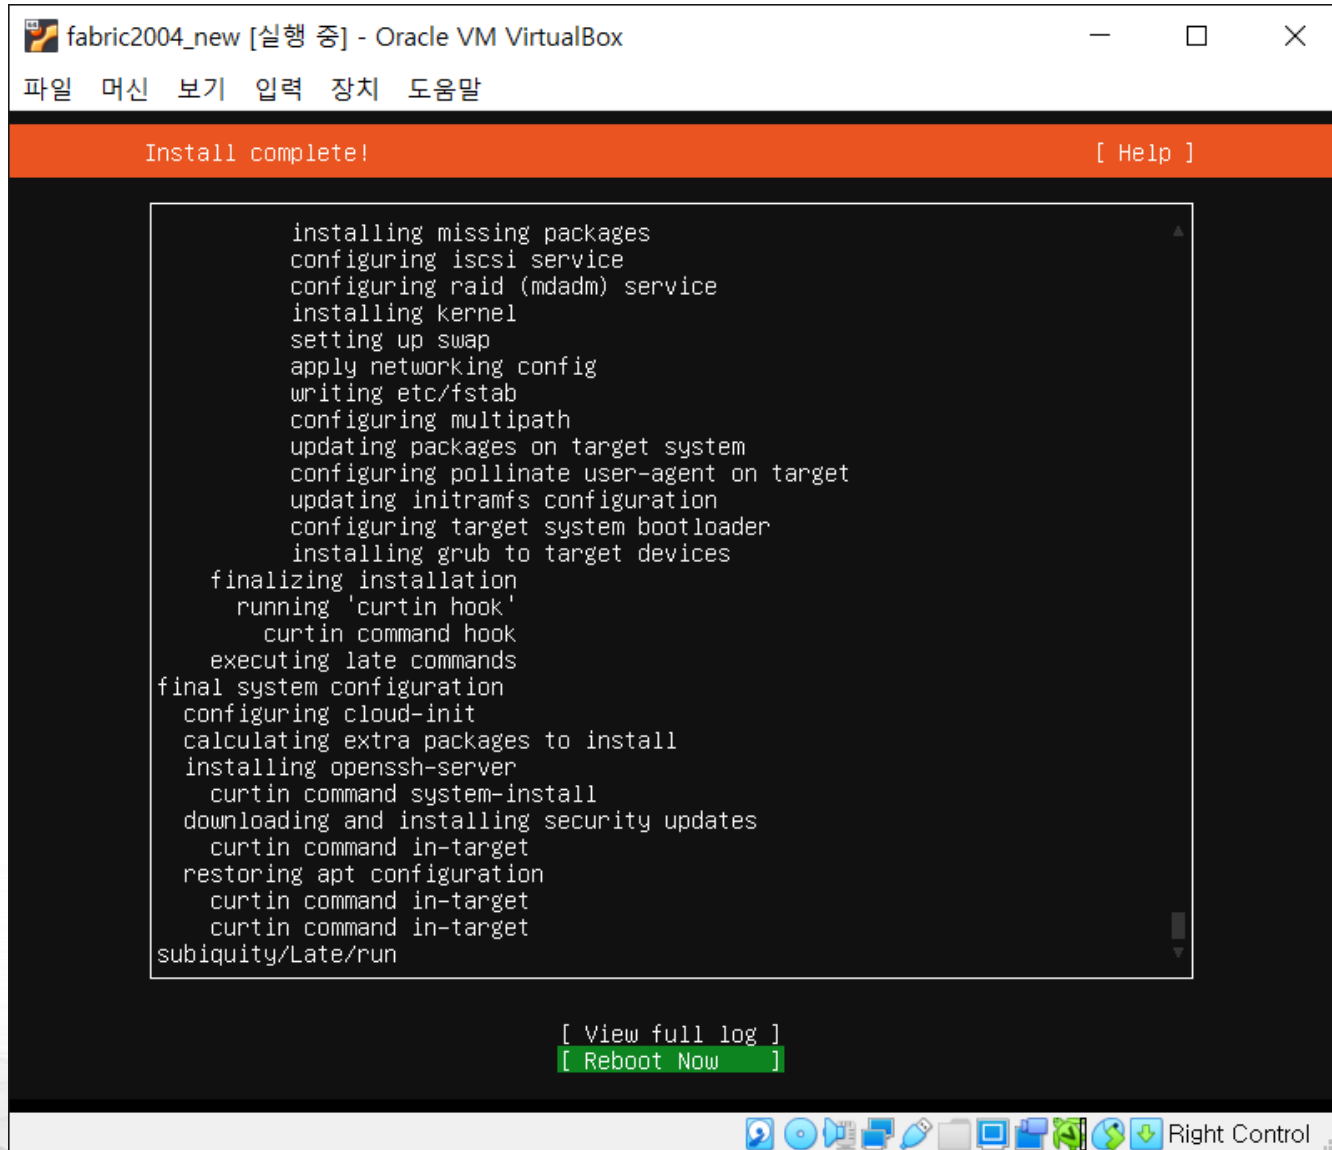 fabric2004_new [실행 중] - Oracle VM VirtualBox
파일 머신 보기 입력 장치 도움말
Install complete! [ Help ]
installing missing packages
configuring iscsi service
configuring raid (mdadm) service
installing kernel
setting up swap
apply networking config
writing etc/fstab
configuring multipath
updating packages on target system
configuring pollinate user-agent on target
updating initramfs configuration
configuring target system bootloader
installing grub to target devices
finalizing installation
running 'curtin hook'
curtin command hook
executing late commands
final system configuration
configuring cloud-init
calculating extra packages to install
installing openssh-server
curtin command system-install
downloading and installing security updates
curtin command in-target
restoring apt configuration
curtin command in-target
curtin command in-target
subiquity/Late/run
[ View full log ]
[ Reboot Now ]
Right Control